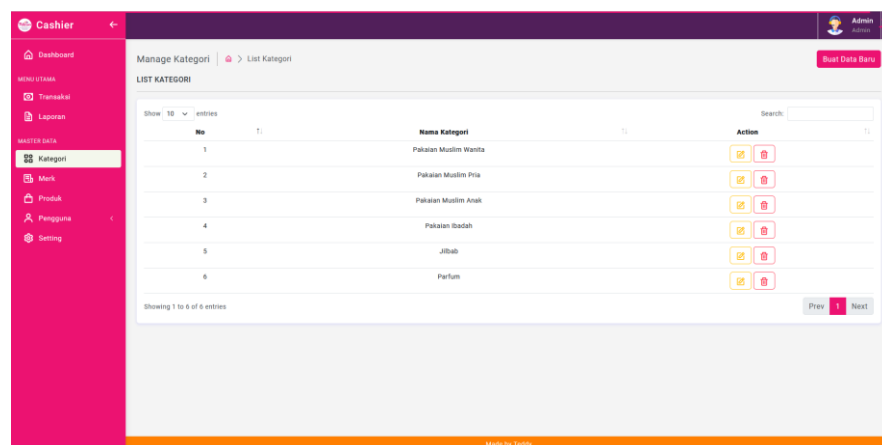 Cashier
Admin
Admin
Dashboard
MENU UTAMA
Transaksi
Laporan
MASTER DATA
Kategori
Merk
Produk
Pengguna
Setting
Manage Kategori
List Kategori
Buat Data Baru
LIST KATEGORI
Show 10 entries
Search:
No Nama Kategori Action
1 Pakaian Muslim Wanita
2 Pakaian Muslim Pria
3 Pakaian Muslim Anak
4 Pakaian Ibadah
5 Jilbab
6 Parfum
Showing 1 to 6 of 6 entries
Prev 1 Next
Made by